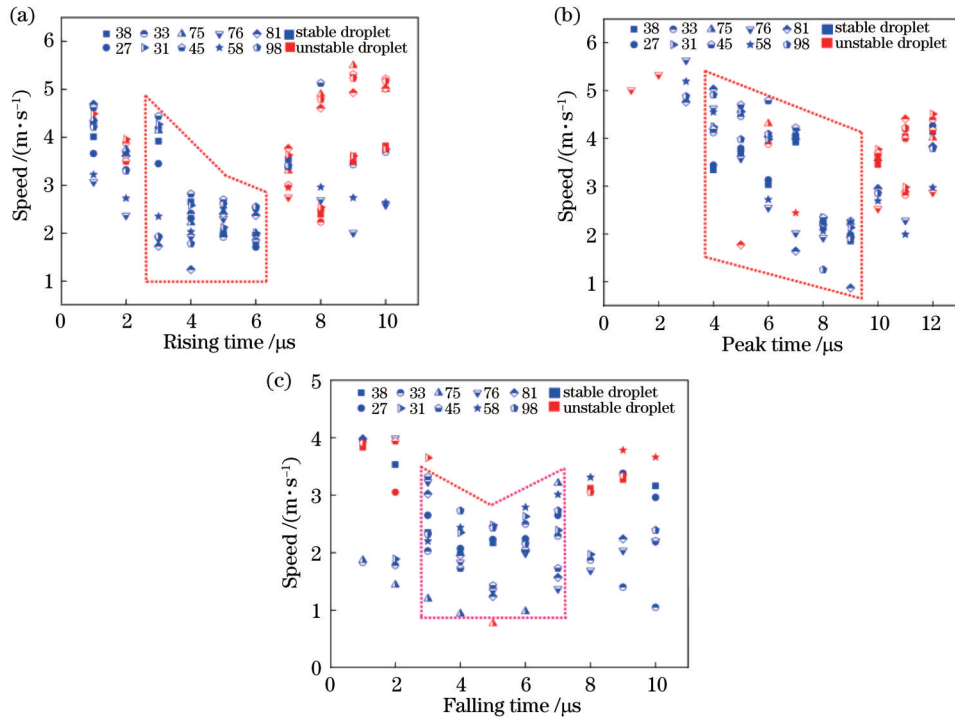 (a)
38 33 75 76 81 stable droplet
27 31 45 58 98 unstable droplet
6
5
4
3
2
1
Speed /(m·s⁻¹)
0 2 4 6 8 10
Rising time /μs
(b)
38 33 75 76 81 stable droplet
27 31 45 58 98 unstable droplet
6
5
4
3
2
1
Speed /(m·s⁻¹)
0 2 4 6 8 10 12
Peak time /μs
(c)
38 33 75 76 81 stable droplet
27 31 45 58 98 unstable droplet
5
4
3
2
1
0
Speed /(m·s⁻¹)
0 2 4 6 8 10
Falling time /μs